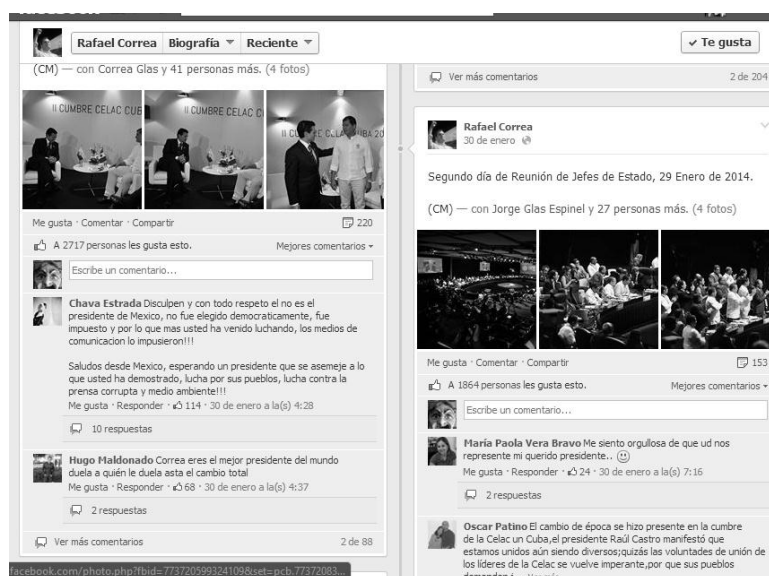 Rafael Correa Biografía Reciente
Te gusta
(CM) — con Correa Glas y 41 personas más. (4 fotos)
II CUMBRE CELAC CUB
II CUMBRE CELAC C
Me gusta · Comentar · Compartir 220
A 2717 personas les gusta esto. Mejores comentarios
Escribe un comentario...
Chava Estrada Disculpen y con todo respeto el no es el
presidente de Mexico, no fue elegido democraticamente, fue
impuesto y por lo que mas usted ha venido luchando, los medios de
comunicacion lo impusieron!!!
Saludos desde Mexico, esperando un presidente que se asemeje a lo
que usted ha demostrado, lucha por sus pueblos, lucha contra la
prensa corrupta y medio ambiente!!!
Me gusta · Responder · 114 · 30 de enero a la(s) 4:28
10 respuestas
Hugo Maldonado Correa eres el mejor presidente del mundo
duela a quién le duela asta el cambio total
Me gusta · Responder · 68 · 30 de enero a la(s) 4:37
2 respuestas
Ver más comentarios 2 de 88
facebook.com/photo.php?fbid=773720599324109&set=pcb.77372083...
Ver más comentarios 2 de 204
Rafael Correa
30 de enero
Segundo día de Reunión de Jefes de Estado, 29 Enero de 2014.
(CM) — con Jorge Glas Espinel y 27 personas más. (4 fotos)
Me gusta · Comentar · Compartir 153
A 1864 personas les gusta esto. Mejores comentarios
Escribe un comentario...
María Paola Vera Bravo Me siento orgullosa de que ud nos
represente mi querido presidente..
Me gusta · Responder · 24 · 30 de enero a la(s) 7:16
2 respuestas
Oscar Patino El cambio de época se hizo presente en la cumbre
de la Celac un Cuba,el presidente Raúl Castro manifestó que
estamos unidos aún siendo diversos;quizás las voluntades de unión de
los líderes de la Celac se vuelve imperante,por que sus pueblos